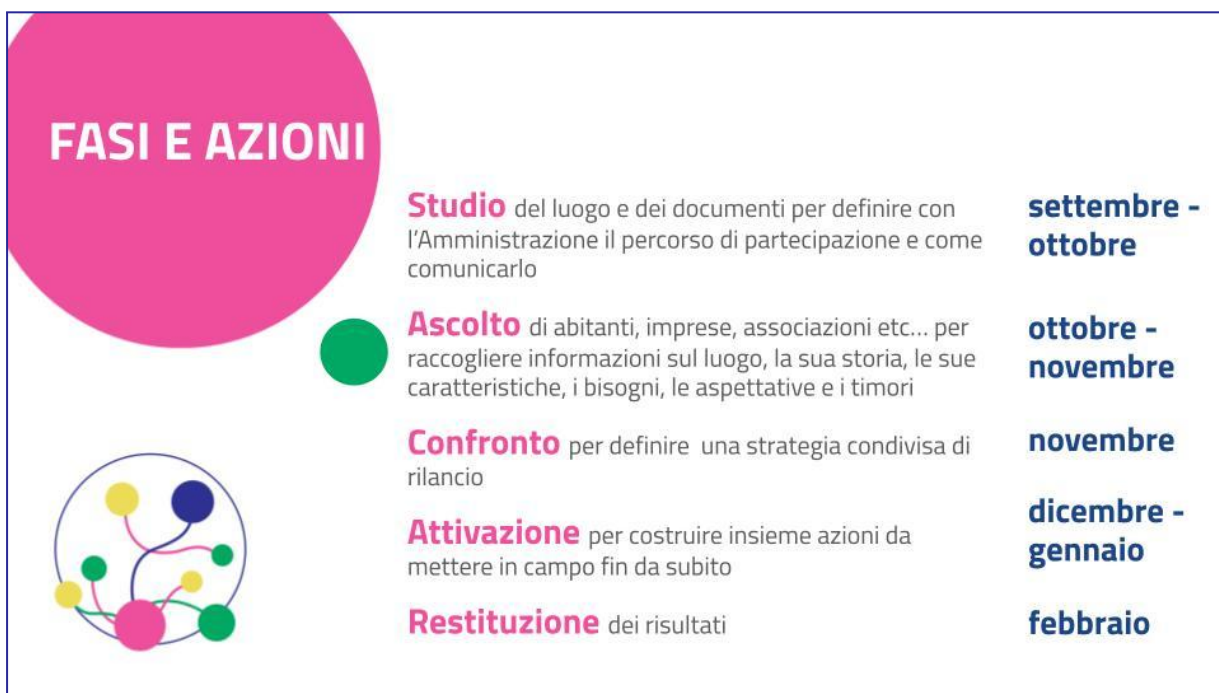 FASI E AZIONI
Studio del luogo e dei documenti per definire con
l'Amministrazione il percorso di partecipazione e come
comunicarlo
settembre -
ottobre
Ascolto di abitanti, imprese, associazioni etc... per
raccogliere informazioni sul luogo, la sua storia, le sue
caratteristiche, i bisogni, le aspettative e i timori
ottobre -
novembre
Confronto per definire una strategia condivisa di
rilancio
novembre
Attivazione per costruire insieme azioni da
mettere in campo fin da subito
dicembre -
gennaio
Restituzione dei risultati
febbraio